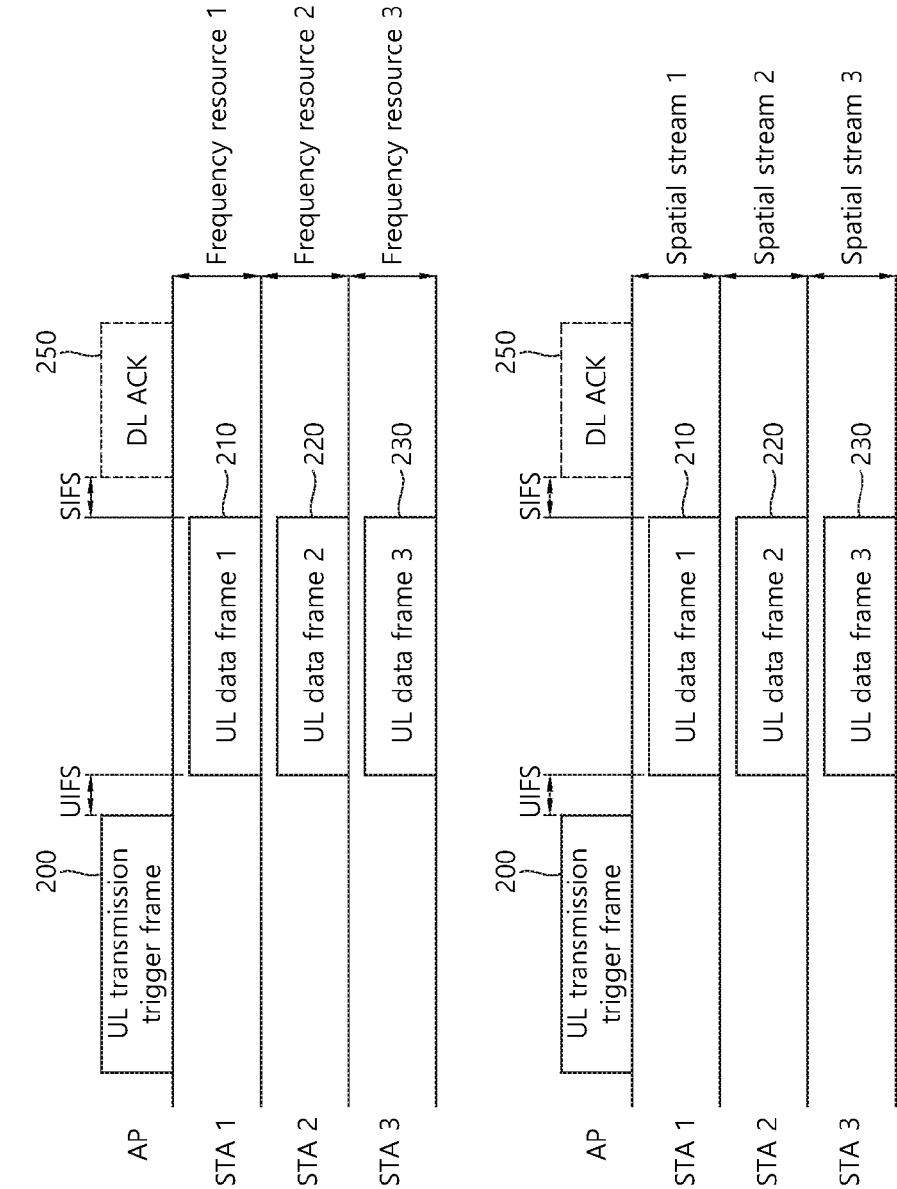 AP
STA 1
STA 2
STA 3
200
UL transmission
trigger frame
UIFS
UL data frame 1
210
UL data frame 2
220
UL data frame 3
230
SIFS
250
DL ACK
Frequency resource 1
Frequency resource 2
Frequency resource 3
AP
STA 1
STA 2
STA 3
200
UL transmission
trigger frame
UIFS
UL data frame 1
210
UL data frame 2
220
UL data frame 3
230
SIFS
250
DL ACK
Spatial stream 1
Spatial stream 2
Spatial stream 3